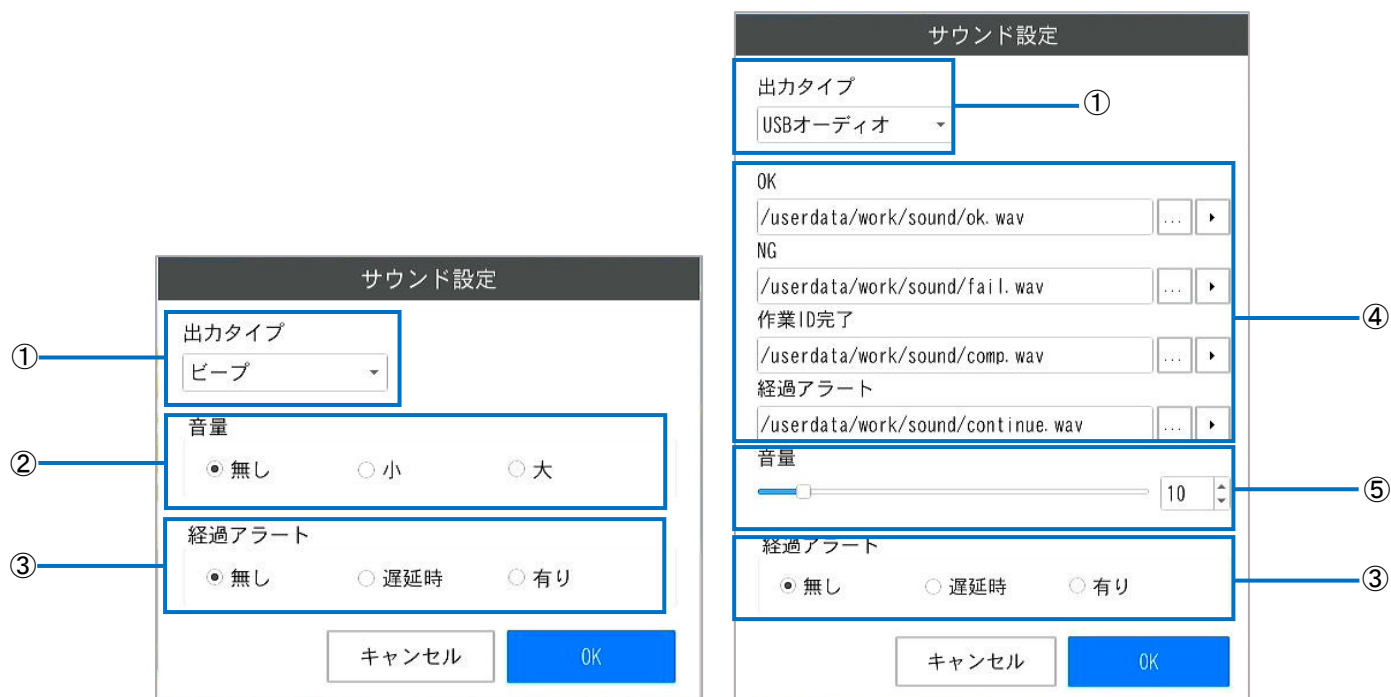 サウンド設定
出力タイプ
①
ビープ
音量
②
無し 小 大
経過アラート
③
無し 遅延時 有り
キャンセル OK
サウンド設定
出力タイプ
①
USBオーディオ
OK
/userdata/work/sound/ok.wav ... 
NG
/userdata/work/sound/fail.wav ...
作業ID完了
④
/userdata/work/sound/comp.wav ...
経過アラート
/userdata/work/sound/continue.wav ...
音量
10
⑤
経過アラート
無し 遅延時 有り
③
キャンセル OK